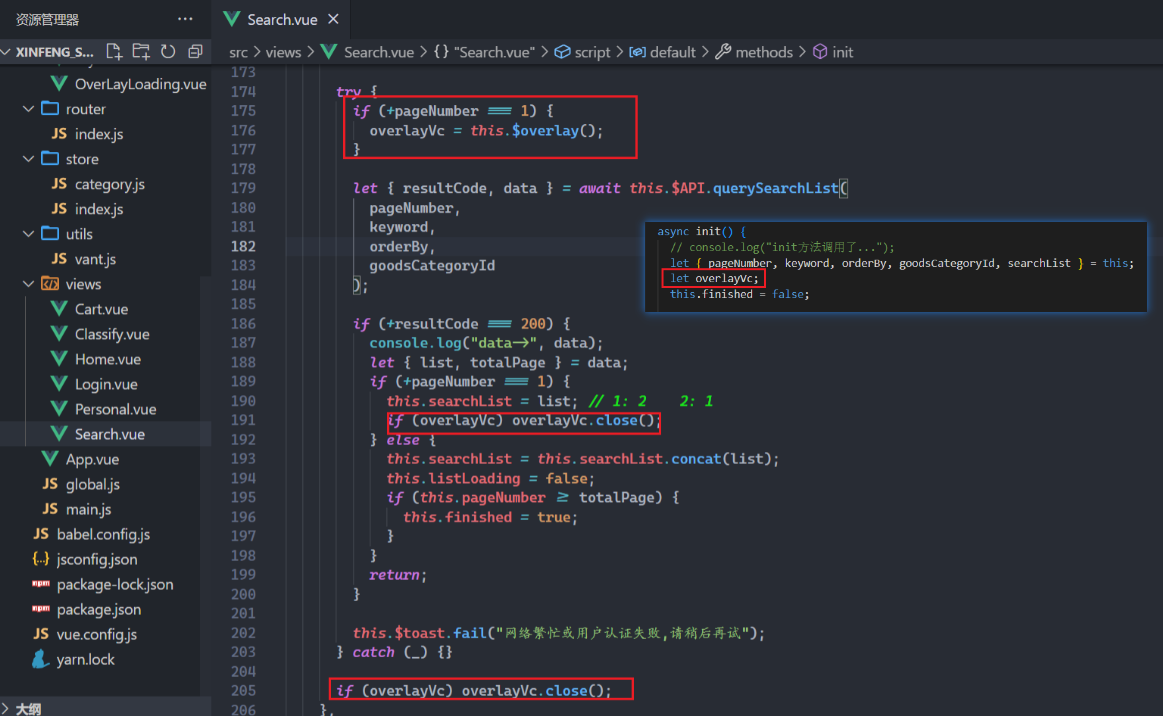 资源管理器
···
XINFENG_S...
OverLayLoading.vue
router
JS index.js
store
JS category.js
JS index.js
utils
JS vant.js
views
Cart.vue
Classify.vue
Home.vue
Login.vue
Personal.vue
Search.vue
App.vue
JS global.js
JS main.js
JS babel.config.js
{..} jsconfig.json
npm package-lock.json
npm package.json
JS vue.config.js
yarn.lock
大纲
Search.vue ×
src > views > Search.vue > {} "Search.vue" > script > default > methods > init
173
174 try {
175 if (+pageNumber === 1) {
176 overlayVc = this.$overlay();
177 }
178
179 let { resultCode, data } = await this.$API.querySearchList(
180 pageNumber,
181 keyword,
182 orderBy,
183 goodsCategoryId
184 );
185
186 if (+resultCode === 200) {
187 console.log("data->", data);
188 let { list, totalPage } = data;
189 if (+pageNumber === 1) {
190 this.searchList = list; // 1: 2 2: 1
191 if (overlayVc) overlayVc.close();
192 } else {
193 this.searchList = this.searchList.concat(list);
194 this.listLoading = false;
195 if (this.pageNumber >= totalPage) {
196 this.finished = true;
197 }
198 }
199 return;
200 }
201
202 this.$toast.fail("网络繁忙或用户认证失败,请稍后再试");
203 } catch (_) {}
204
205 if (overlayVc) overlayVc.close();
206 },
async init() {
// console.log("init方法调用了...");
let { pageNumber, keyword, orderBy, goodsCategoryId, searchList } = this;
let overlayVc;
this.finished = false;